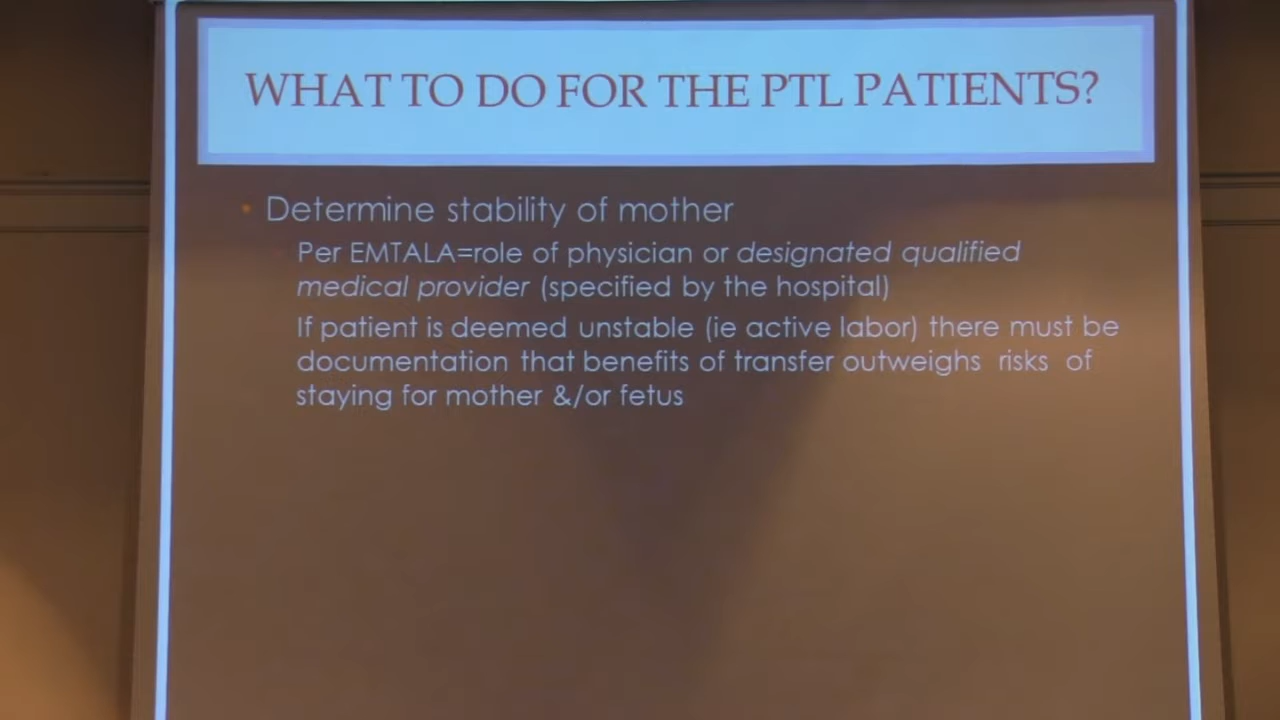 WHAT TO DO FOR THE PTL PATIENTS?
• Determine stability of mother
Per EMTALA=role of physician or designated qualified
medical provider (specified by the hospital)
If patient is deemed unstable (ie active labor) there must be
documentation that benefits of transfer outweighs risks of
staying for mother &/or fetus